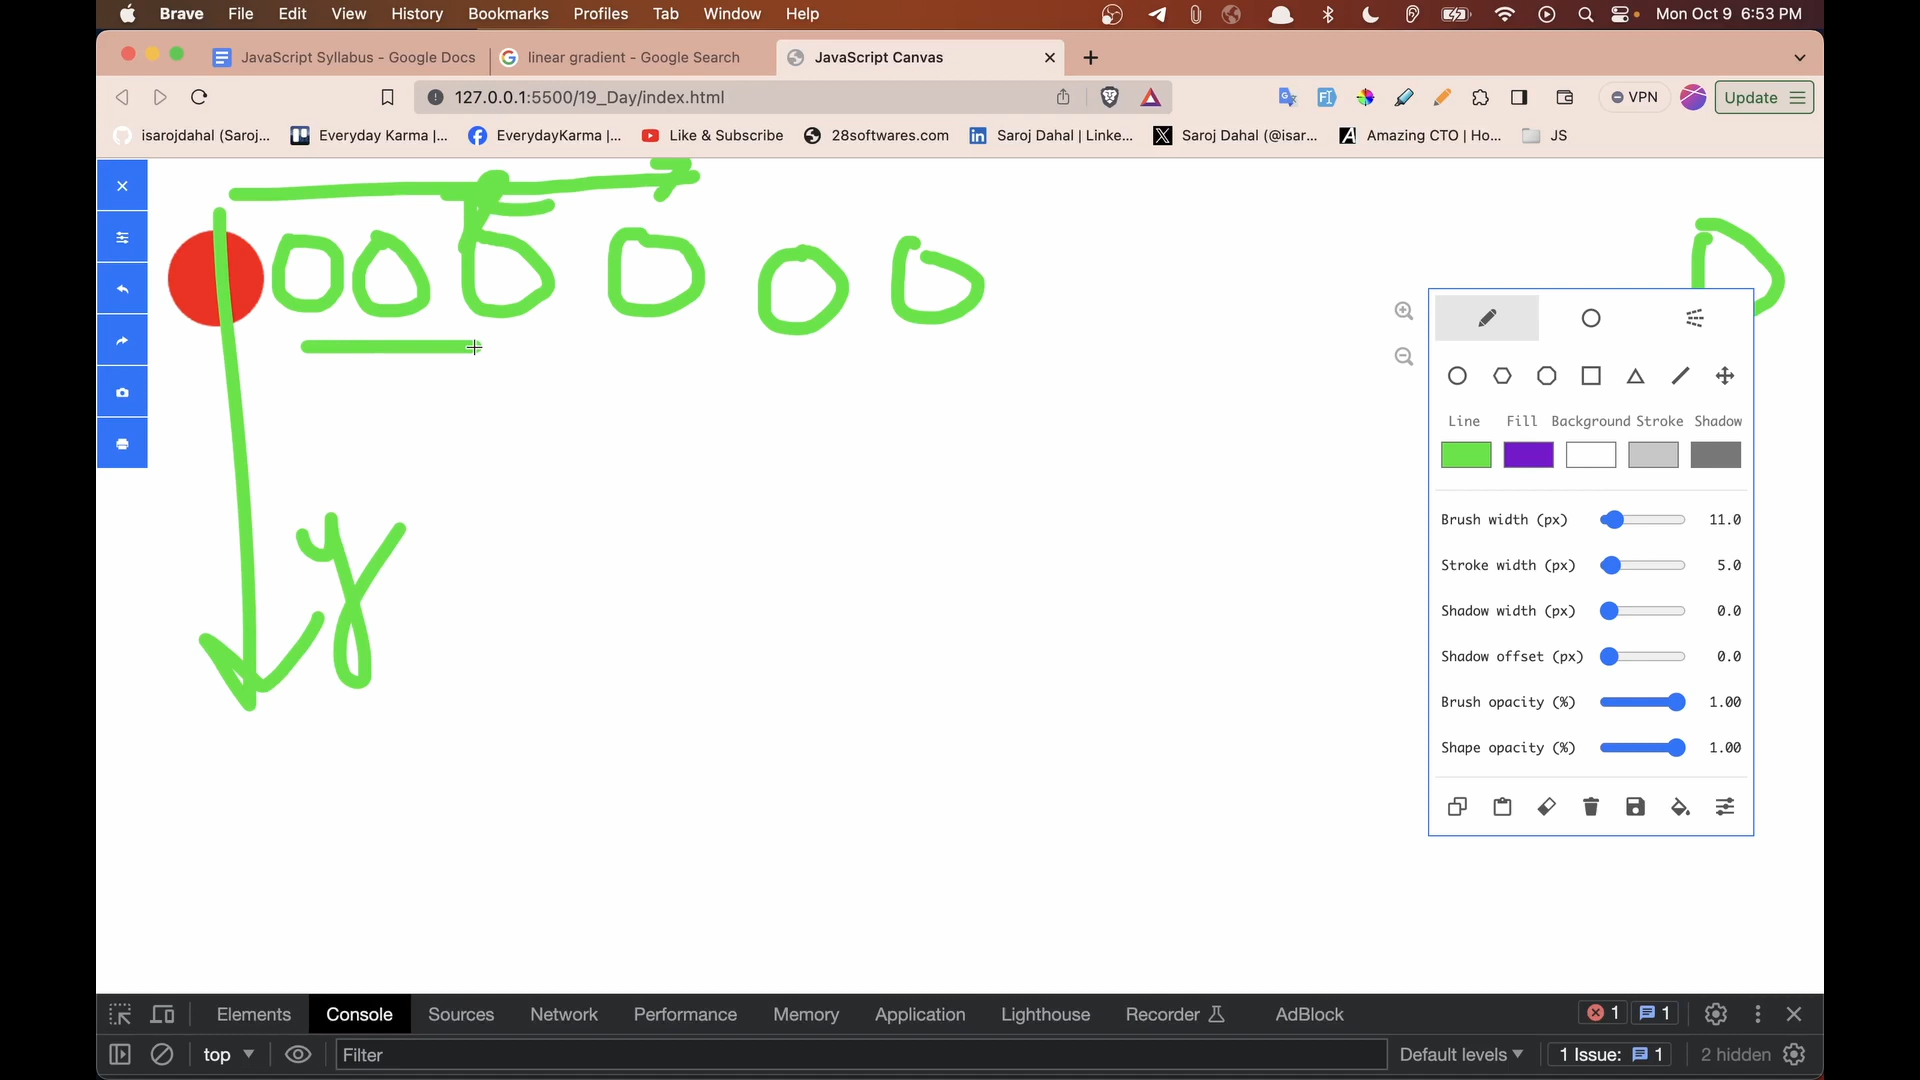 Brave File Edit View History Bookmarks Profiles Tab Window Help Mon Oct 9 6:53 PM
JavaScript Syllabus - Google Docs linear gradient - Google Search JavaScript Canvas
127.0.0.1:5500/19_Day/index.html VPN Update
isarojdahal (Saroj... Everyday Karma |... EverydayKarma |... Like & Subscribe 28softwares.com Saroj Dahal | Linke... Saroj Dahal (@isar... Amazing CTO | Ho... JS
y
Line Fill Background Stroke Shadow
Brush width (px) 11.0
Stroke width (px) 5.0
Shadow width (px) 0.0
Shadow offset (px) 0.0
Brush opacity (%) 1.00
Shape opacity (%) 1.00
Elements Console Sources Network Performance Memory Application Lighthouse Recorder AdBlock 1 1
top Filter Default levels 1 Issue: 1 2 hidden